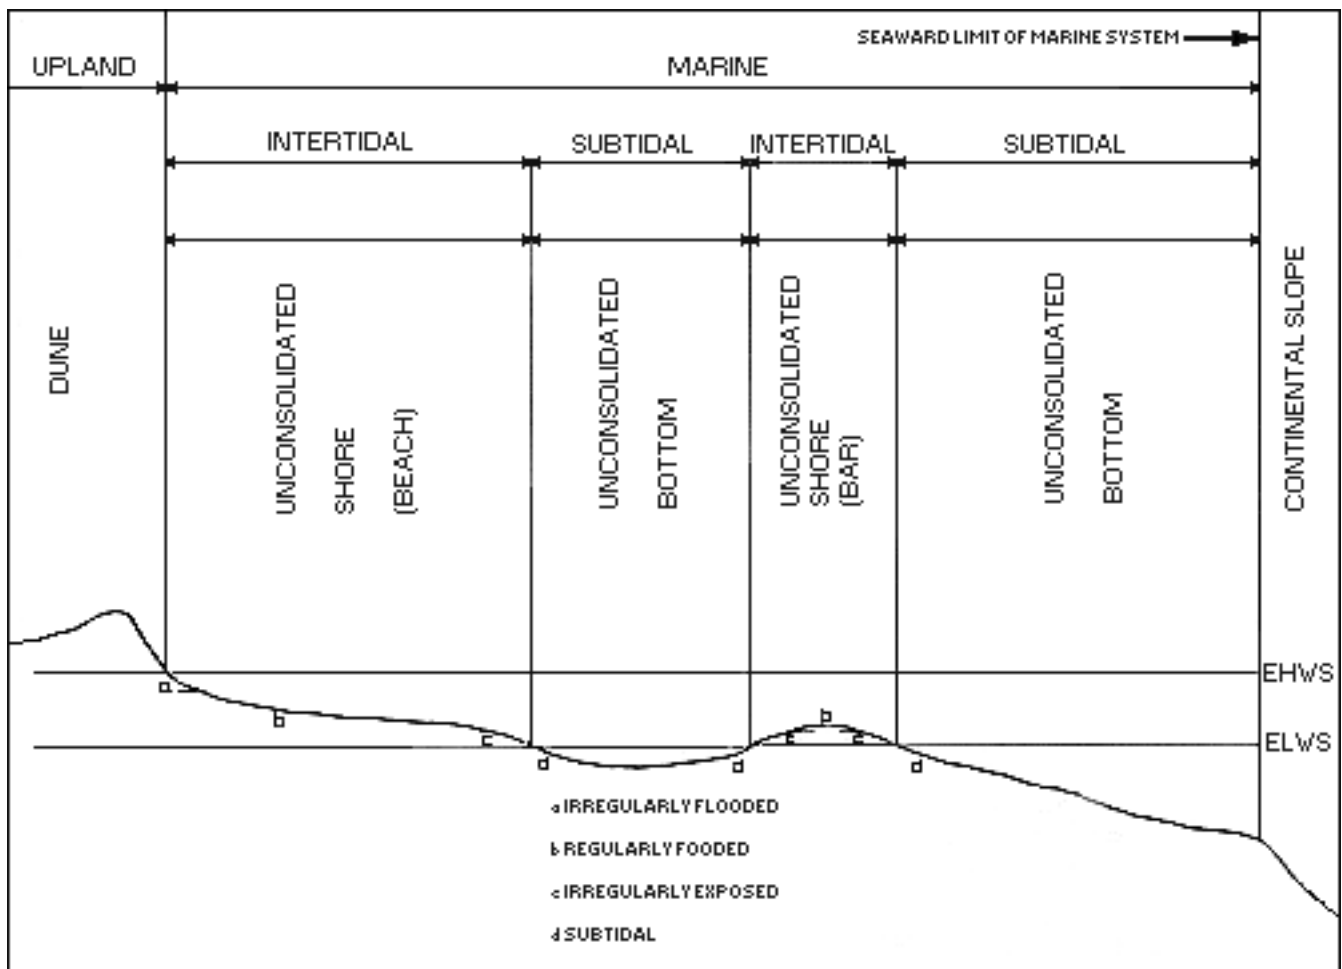 SEAWARD LIMIT OF MARINE SYSTEM
UPLAND
MARINE
INTERTIDAL
SUBTIDAL
INTERTIDAL
SUBTIDAL
DUNE
UNCONSOLIDATED
SHORE
(BEACH)
UNCONSOLIDATED
BOTTOM
UNCONSOLIDATED
SHORE
(BAR)
UNCONSOLIDATED
BOTTOM
CONTINENTAL SLOPE
EHWS
a
b
b
c
c
c
ELWS
d
d
d
a IRREGULARLY FLOODED
b REGULARLY FOODED
c IRREGULARLY EXPOSED
d SUBTIDAL